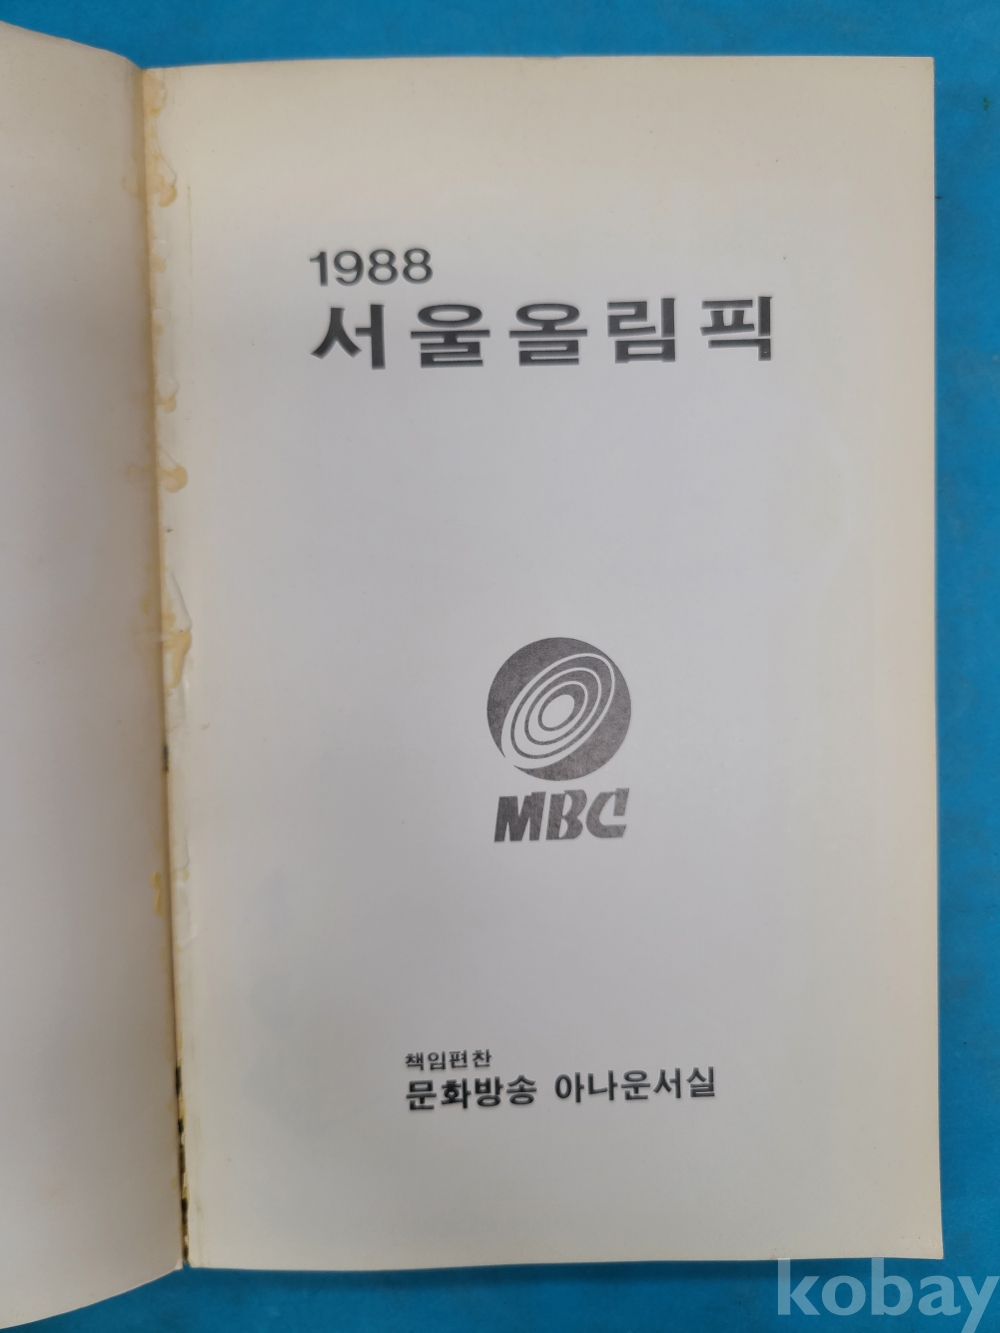 1988
서울올림픽
MBC
책임편찬
문화방송 아나운서실
kobay